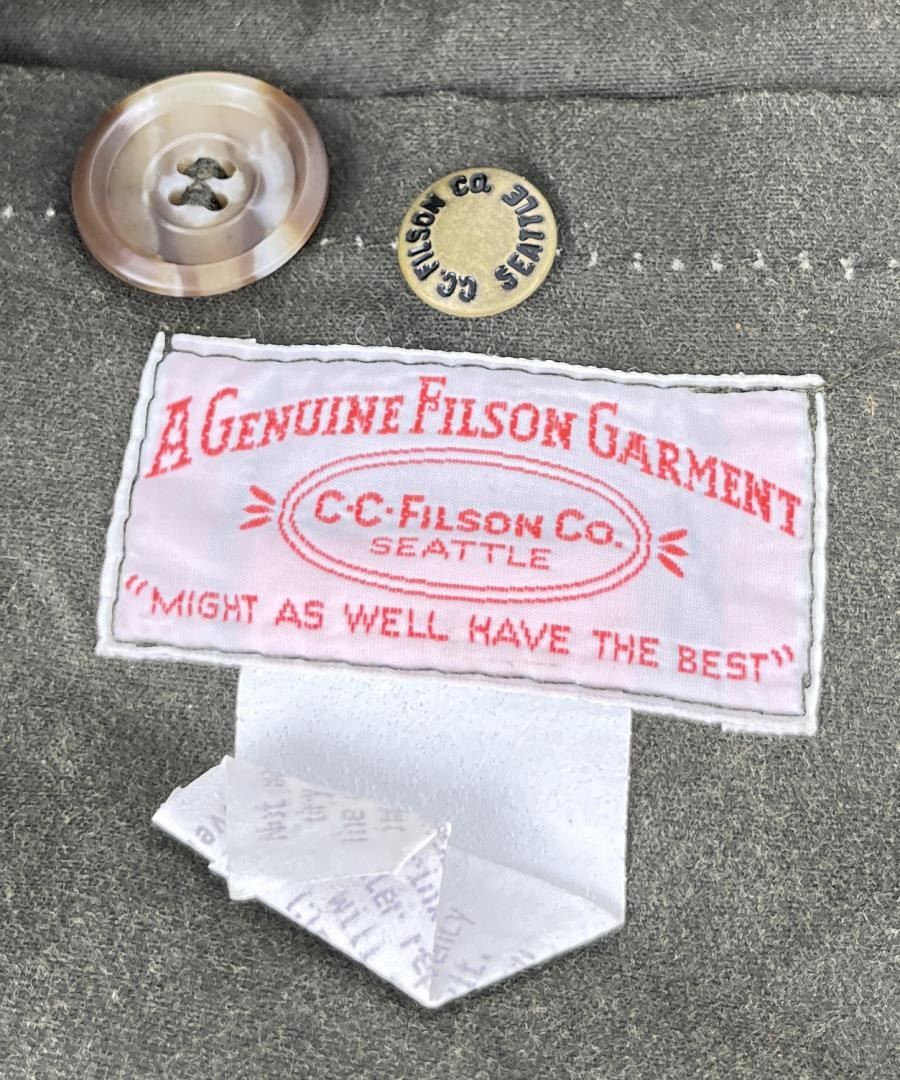 C.C. FILSON CO.
SEATTLE
A GENUINE FILSON GARMENT
C·C·FILSON CO.
SEATTLE
"MIGHT AS WELL HAVE THE BEST"